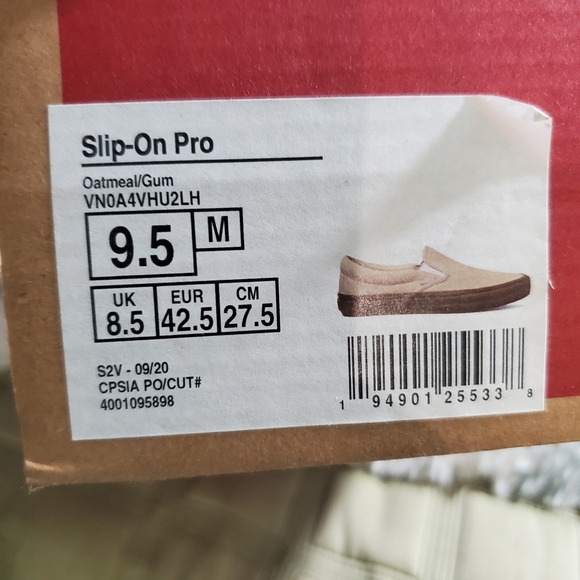 Slip-On Pro
Oatmeal/Gum
VN0A4VHU2LH
9.5 M
UK EUR CM
8.5 42.5 27.5
S2V - 09/20
CPSIA PO/CUT#
4001095898
1 94901 25533 8